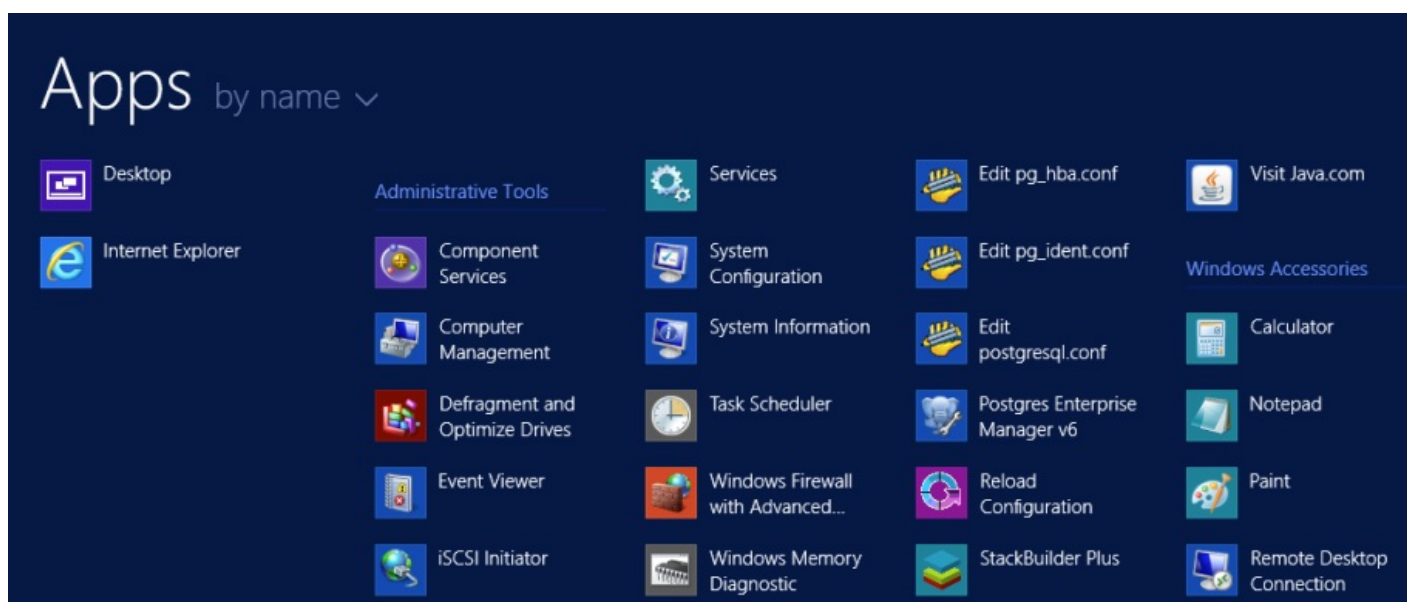 Apps by name
Desktop
Internet Explorer
Administrative Tools
Component
Services
Computer
Management
Defragment and
Optimize Drives
Event Viewer
iSCSI Initiator
Services
System
Configuration
System Information
Task Scheduler
Windows Firewall
with Advanced...
Windows Memory
Diagnostic
Edit pg_hba.conf
Edit pg_ident.conf
Edit
postgresql.conf
Postgres Enterprise
Manager v6
Reload
Configuration
StackBuilder Plus
Visit Java.com
Windows Accessories
Calculator
Notepad
Paint
Remote Desktop
Connection